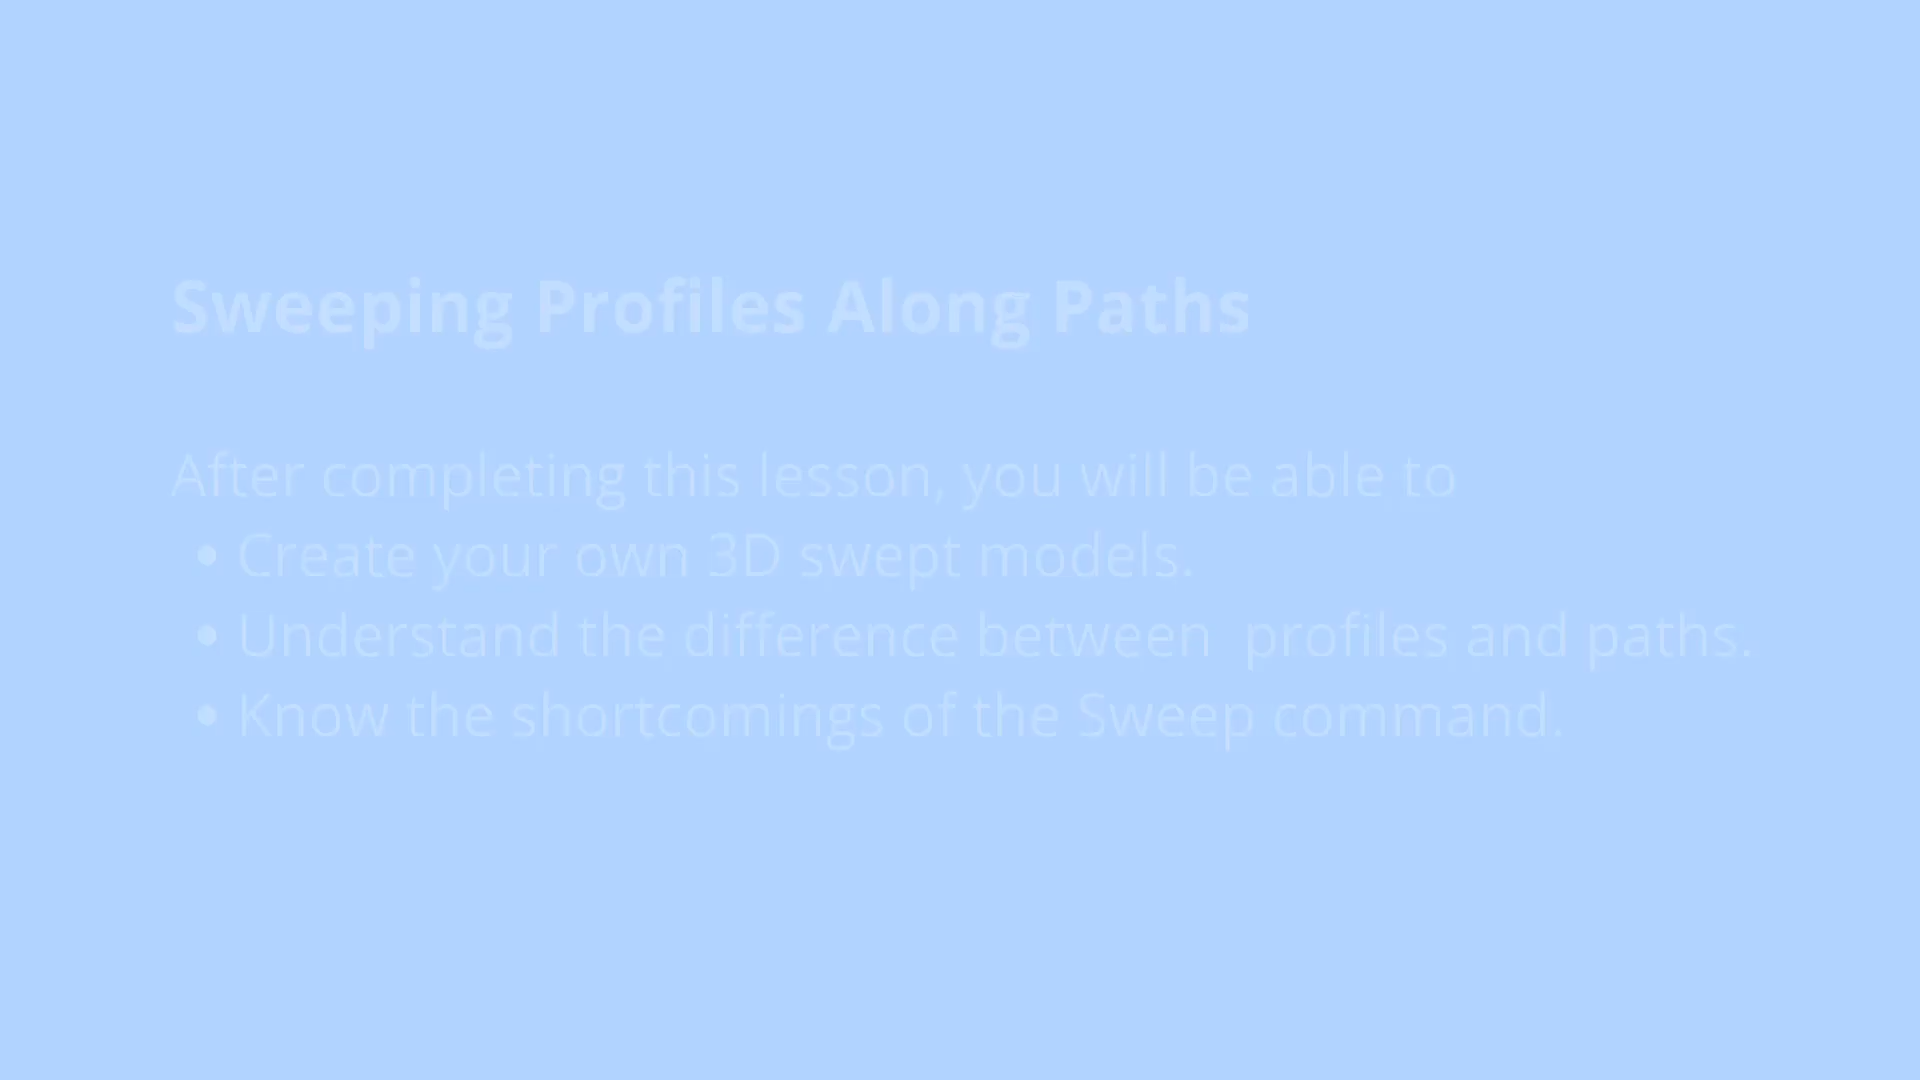 Sweeping Profiles Along Paths
After completing this lesson, you will be able to
• Create your own 3D swept models.
• Understand the difference between  profiles and paths.
• Know the shortcomings of the Sweep command.